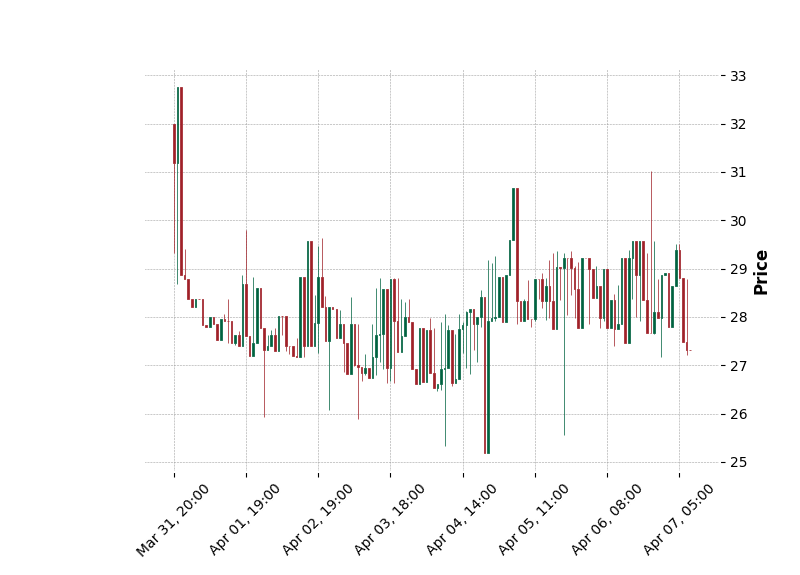 33
32
31
30
29
28
27
26
25
Price
Mar 31, 20:00
Apr 01, 19:00
Apr 02, 19:00
Apr 03, 18:00
Apr 04, 14:00
Apr 05, 11:00
Apr 06, 08:00
Apr 07, 05:00